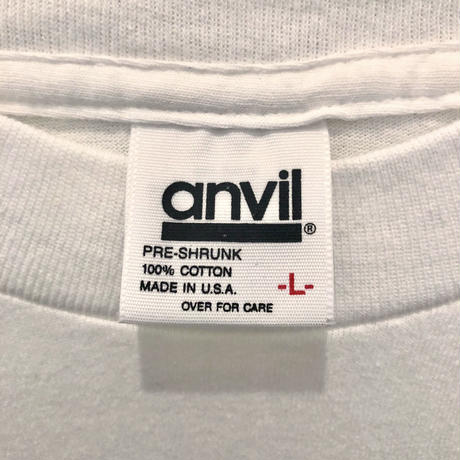 anvil®
PRE-SHRUNK
100% COTTON
MADE IN U.S.A. -L-
OVER FOR CARE